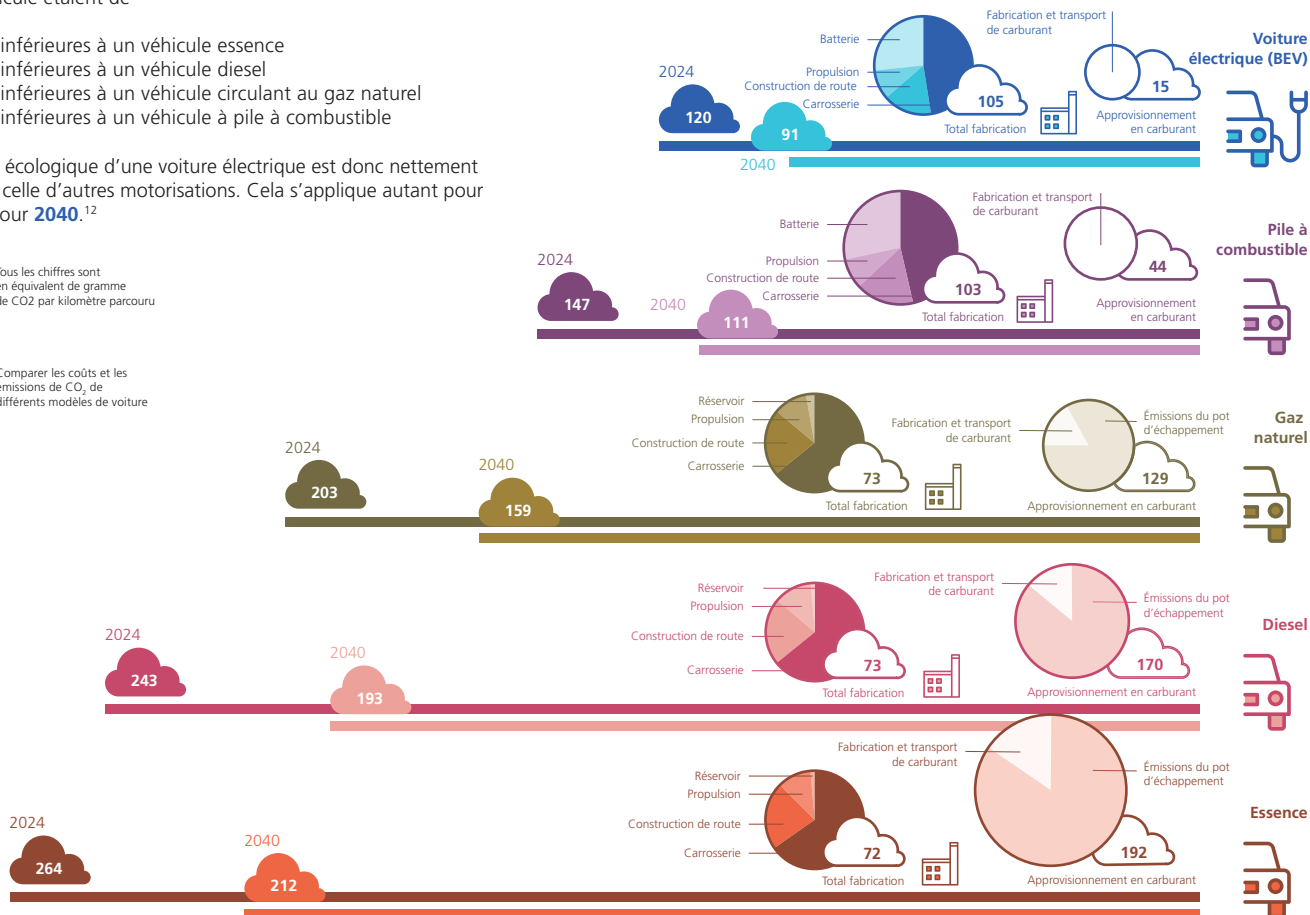 étaient de
inférieures à un véhicule essence
inférieures à un véhicule diesel
inférieures à un véhicule circulant au gaz naturel
inférieures à un véhicule à pile à combustible
écologique d'une voiture électrique est donc nettement
celle d'autres motorisations. Cela s'applique autant pour
2040.12
Tous les chiffres sont
en équivalent de gramme
de CO2 par kilomètre parcouru
Comparer les coûts et les
émissions de CO2 de
différents modèles de voiture
Voiture
électrique (BEV)
2024
120
91
2040
Batterie
Propulsion
Construction de route
Carrosserie
105
Total fabrication
Fabrication et transport
de carburant
15
Approvisionnement
en carburant
Pile à
combustible
2024
147
2040
111
Batterie
Propulsion
Construction de route
Carrosserie
103
Total fabrication
Fabrication et transport
de carburant
44
Approvisionnement
en carburant
Gaz
naturel
2024
203
2040
159
Réservoir
Propulsion
Construction de route
Carrosserie
73
Total fabrication
Fabrication et transport
de carburant
Émissions du pot
d'échappement
129
Approvisionnement en carburant
Diesel
2024
243
2040
193
Réservoir
Propulsion
Construction de route
Carrosserie
73
Total fabrication
Fabrication et transport
de carburant
Émissions du pot
d'échappement
170
Approvisionnement en carburant
Essence
2024
264
2040
212
Réservoir
Propulsion
Construction de route
Carrosserie
72
Total fabrication
Fabrication et transport
de carburant
Émissions du pot
d'échappement
192
Approvisionnement en carburant